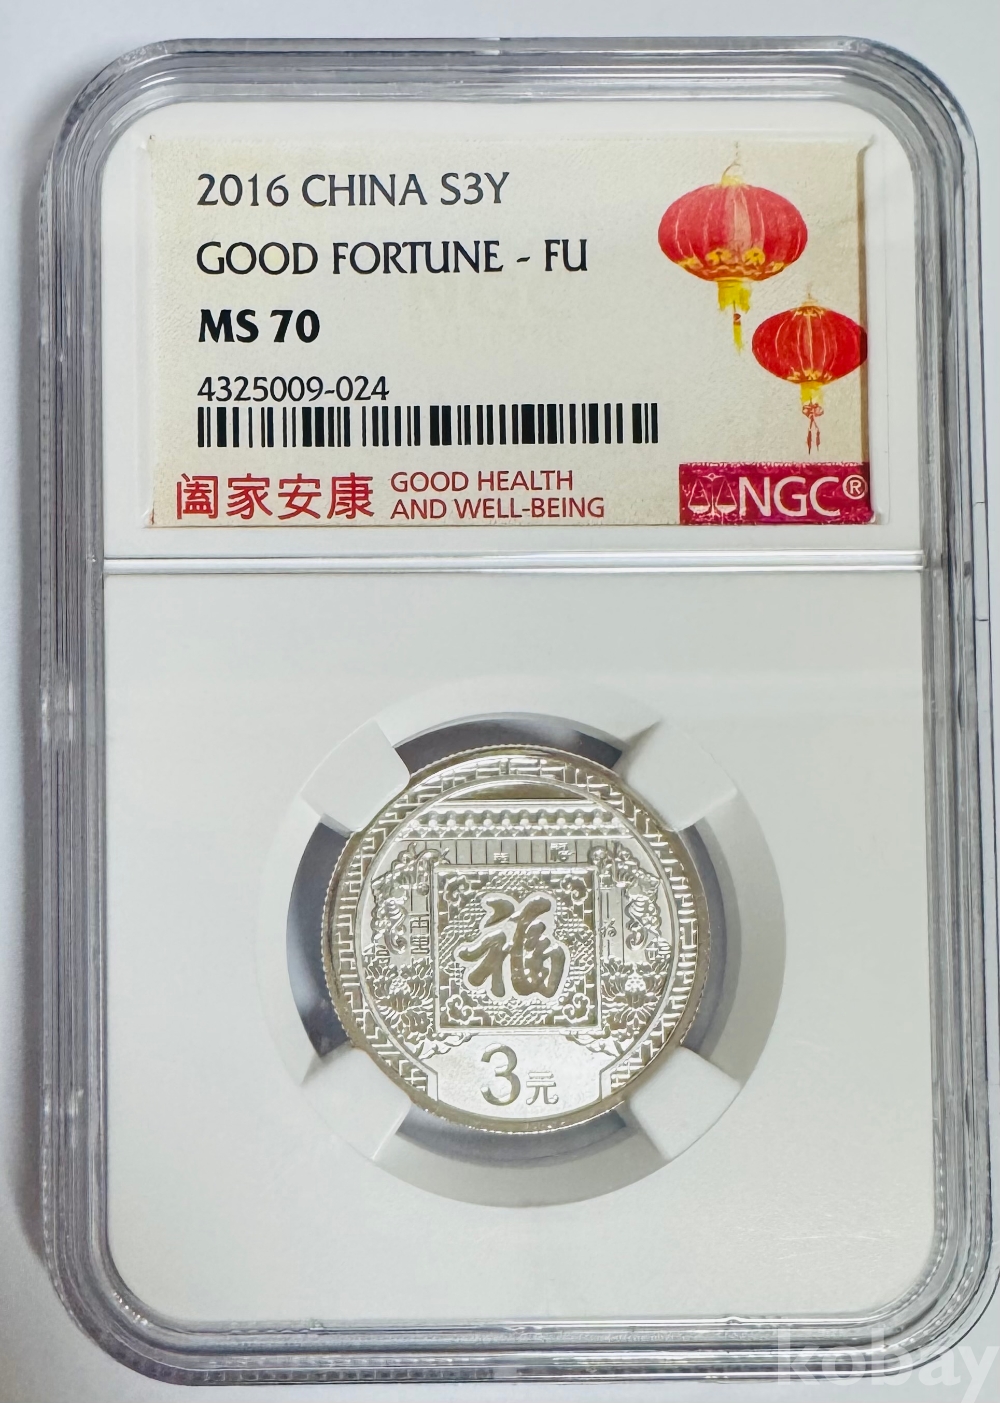 2016 CHINA S3Y
GOOD FORTUNE - FU
MS 70
4325009-024
阖家安康 GOOD HEALTH
AND WELL-BEING
NGC®
福
3元
kobay